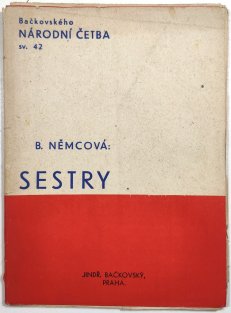 Bačkovského
NÁRODNÍ ČETBA
sv. 42
B. NĚMCOVÁ:
SESTRY
JINDŘ. BAČKOVSKÝ,
PRAHA.